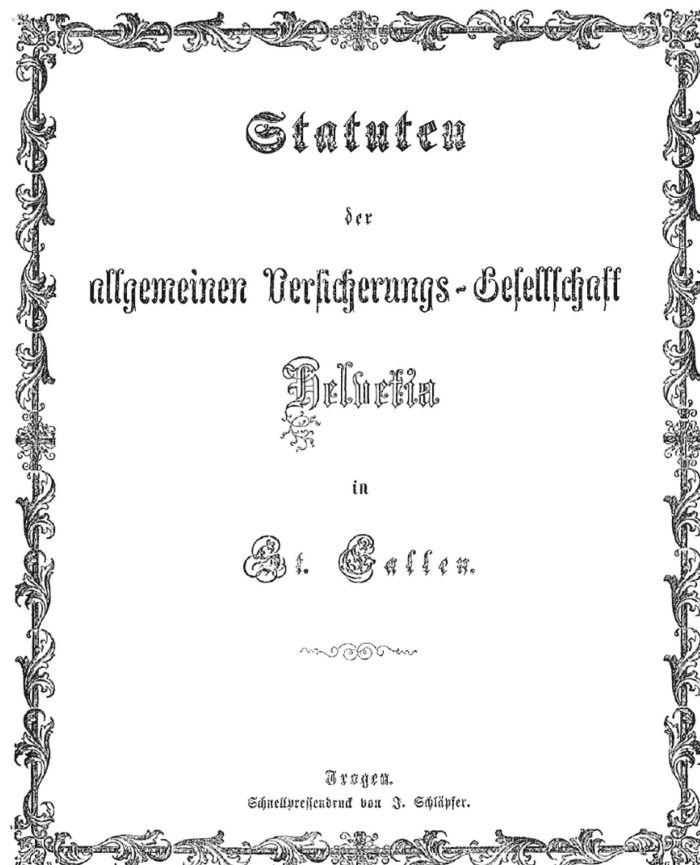 Statuten
der
allgemeinen Versicherungs-Gesellschaft
Helvetia
in
St. Gallen.
Trogen.
Schnellpressendruck von J. Schläpfer.